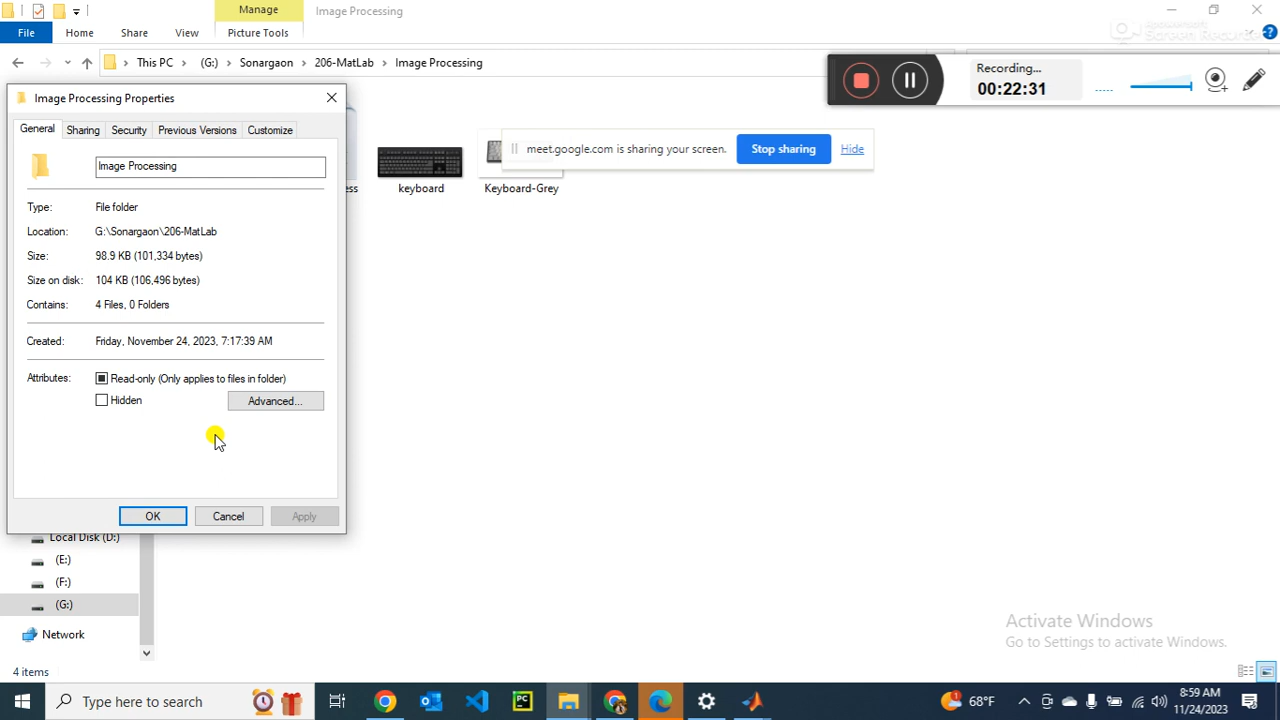 Manage
Image Processing
File
Home
Share
View
Picture Tools
This PC
(G:)
Sonargaon
206-MatLab
Image Processing
Recording...
00:22:31
Image Processing Properties
General
Sharing
Security
Previous Versions
Customize
meet.google.com is sharing your screen.
Stop sharing
Hide
Image Processing
ess
keyboard
Keyboard-Grey
Type:
File folder
Location:
G:\Sonargaon\206-MatLab
Size:
98.9 KB (101,334 bytes)
Size on disk:
104 KB (106,496 bytes)
Contains:
4 Files, 0 Folders
Created:
Friday, November 24, 2023, 7:17:39 AM
Attributes:
Read-only (Only applies to files in folder)
Hidden
Advanced...
OK
Cancel
Apply
Local Disk (D:)
(E:)
(F:)
(G:)
Network
Activate Windows
Go to Settings to activate Windows.
4 items
Type here to search
PC
1
68°F
8:59 AM
11/24/2023